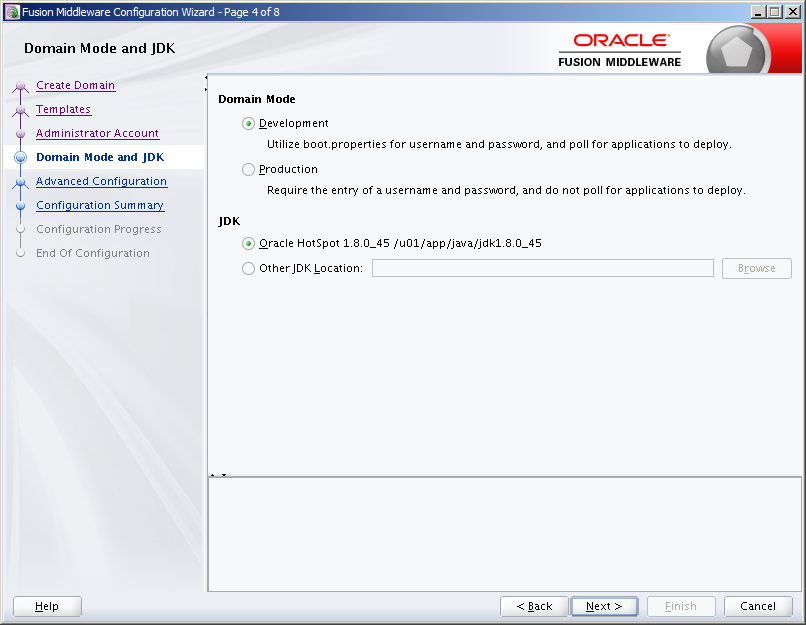 Fusion Middleware Configuration Wizard - Page 4 of 8
Domain Mode and JDK
ORACLE
FUSION MIDDLEWARE
Create Domain
Templates
Administrator Account
Domain Mode and JDK
Advanced Configuration
Configuration Summary
Configuration Progress
End Of Configuration
Domain Mode
Development
Utilize boot.properties for username and password, and poll for applications to deploy.
Production
Require the entry of a username and password, and do not poll for applications to deploy.
JDK
Oracle HotSpot 1.8.0_45 /u01/app/java/jdk1.8.0_45
Other JDK Location:
Browse
Help
< Back
Next >
Finish
Cancel